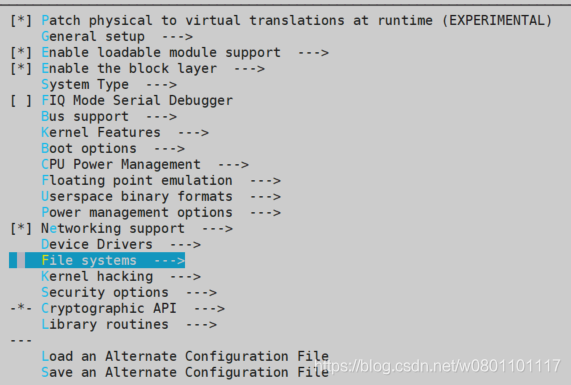 [*] Patch physical to virtual translations at runtime (EXPERIMENTAL)
General setup --->
[*] Enable loadable module support --->
[*] Enable the block layer --->
System Type --->
[ ] FIQ Mode Serial Debugger
Bus support --->
Kernel Features --->
Boot options --->
CPU Power Management --->
Floating point emulation --->
Userspace binary formats --->
Power management options --->
[*] Networking support --->
Device Drivers --->
File systems --->
Kernel hacking --->
Security options --->
-*- Cryptographic API --->
Library routines --->
---
Load an Alternate Configuration File
Save an Alternate Configuration File
https://blog.csdn.net/w0801101117